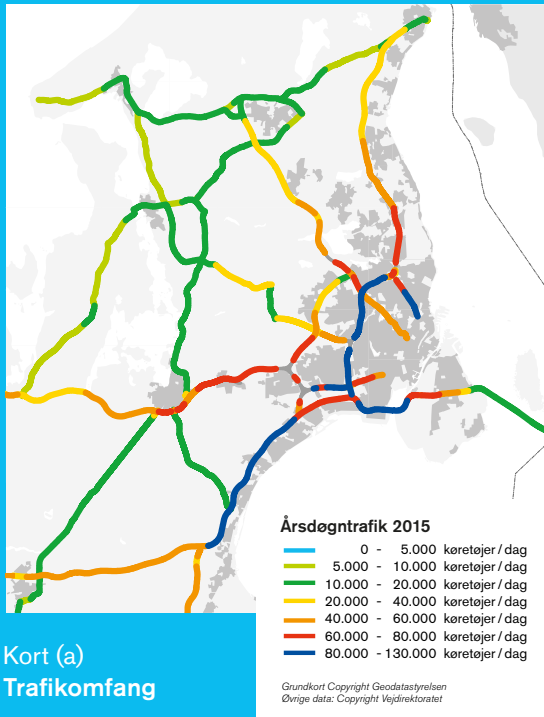 Årsdøgntrafik 2015
0 - 5.000 køretøjer / dag
5.000 - 10.000 køretøjer / dag
10.000 - 20.000 køretøjer / dag
20.000 - 40.000 køretøjer / dag
40.000 - 60.000 køretøjer / dag
60.000 - 80.000 køretøjer / dag
80.000 - 130.000 køretøjer / dag
Kort (a)
Trafikomfang
Grundkort Copyright Geodatastyrelsen
Øvrige data: Copyright Vejdirektoratet